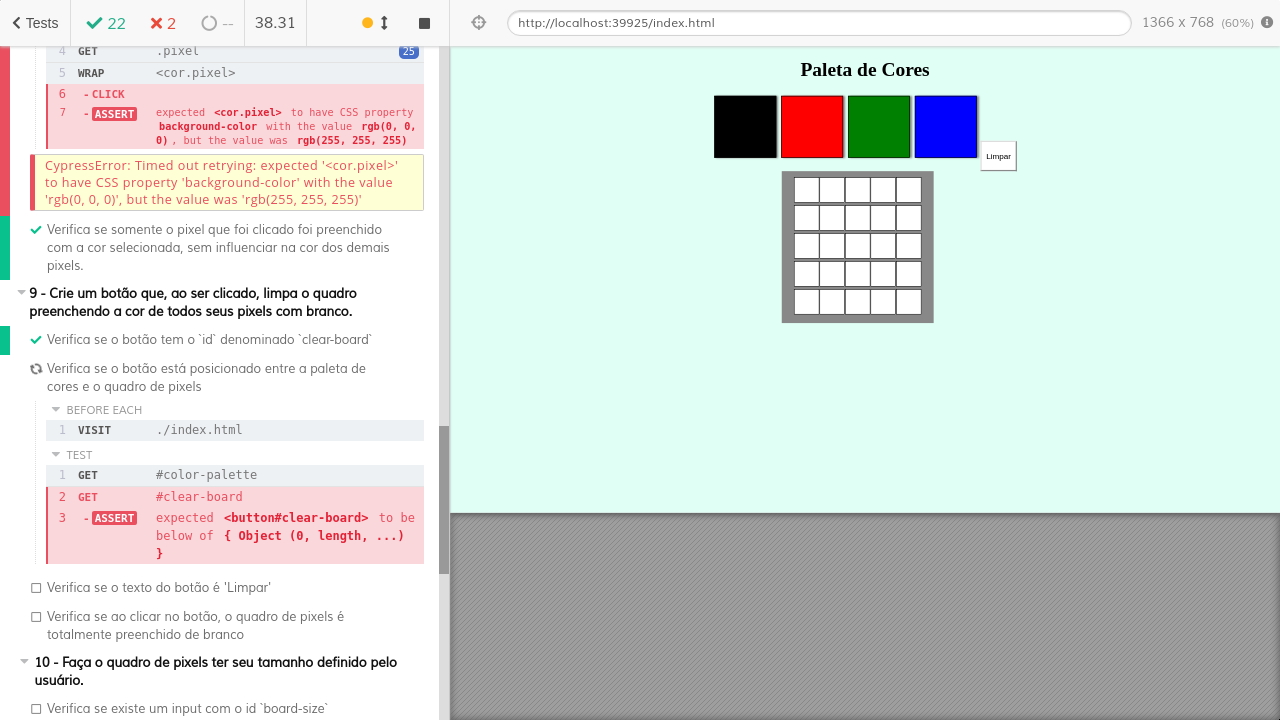 Tests 22 2 -- 38.31
http://localhost:39925/index.html 1366 x 768 (60%)
4 GET .pixel 25
5 WRAP <cor.pixel>
6 - CLICK
7 - ASSERT expected <cor.pixel> to have CSS property
background-color with the value rgb(0, 0,
0) , but the value was rgb(255, 255, 255)
CypressError: Timed out retrying: expected '<cor.pixel>'
to have CSS property 'background-color' with the value
'rgb(0, 0, 0)', but the value was 'rgb(255, 255, 255)'
Verifica se somente o pixel que foi clicado foi preenchido
com a cor selecionada, sem influenciar na cor dos demais
pixels.
9 - Crie um botão que, ao ser clicado, limpa o quadro
preenchendo a cor de todos seus pixels com branco.
Verifica se o botão tem o `id` denominado `clear-board`
Verifica se o botão está posicionado entre a paleta de
cores e o quadro de pixels
BEFORE EACH
1 VISIT ./index.html
TEST
1 GET #color-palette
2 GET #clear-board
3 - ASSERT expected <button#clear-board> to be
below of { Object (0, length, ...)
}
Verifica se o texto do botão é 'Limpar'
Verifica se ao clicar no botão, o quadro de pixels é
totalmente preenchido de branco
10 - Faça o quadro de pixels ter seu tamanho definido pelo
usuário.
Verifica se existe um input com o id `board-size`
Paleta de Cores
Limpar